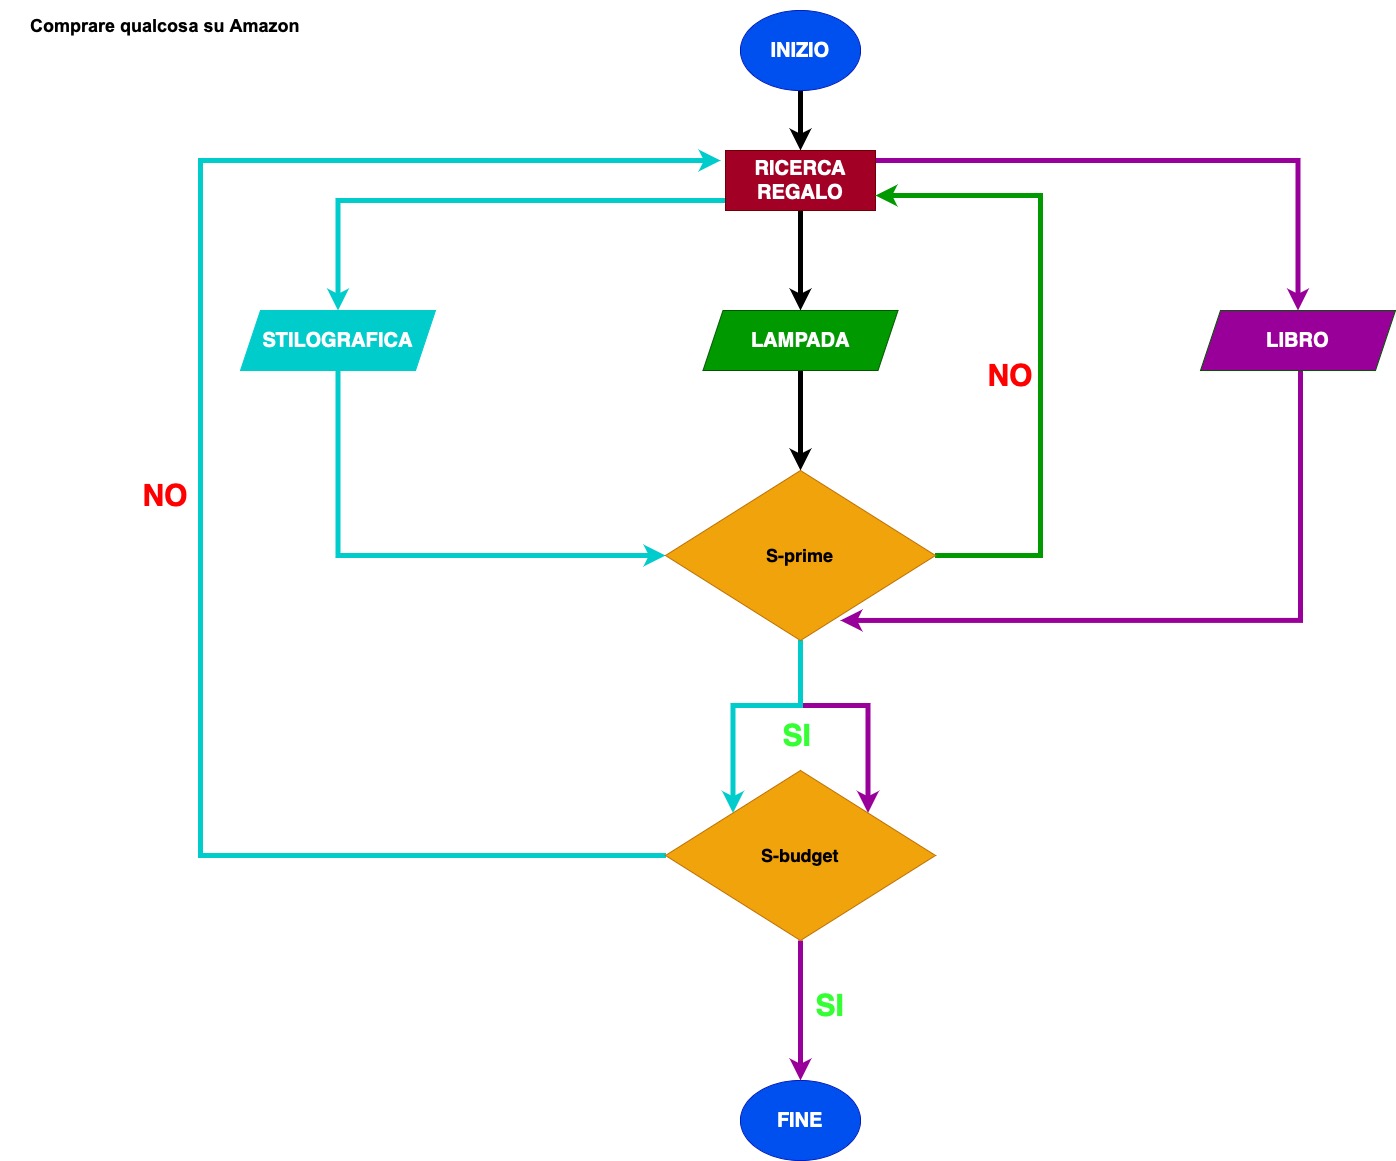 Comprare qualcosa su Amazon
INIZIO
RICERCA
REGALO
STILOGRAFICA
LAMPADA
LIBRO
NO
NO
S-prime
SI
S-budget
SI
FINE